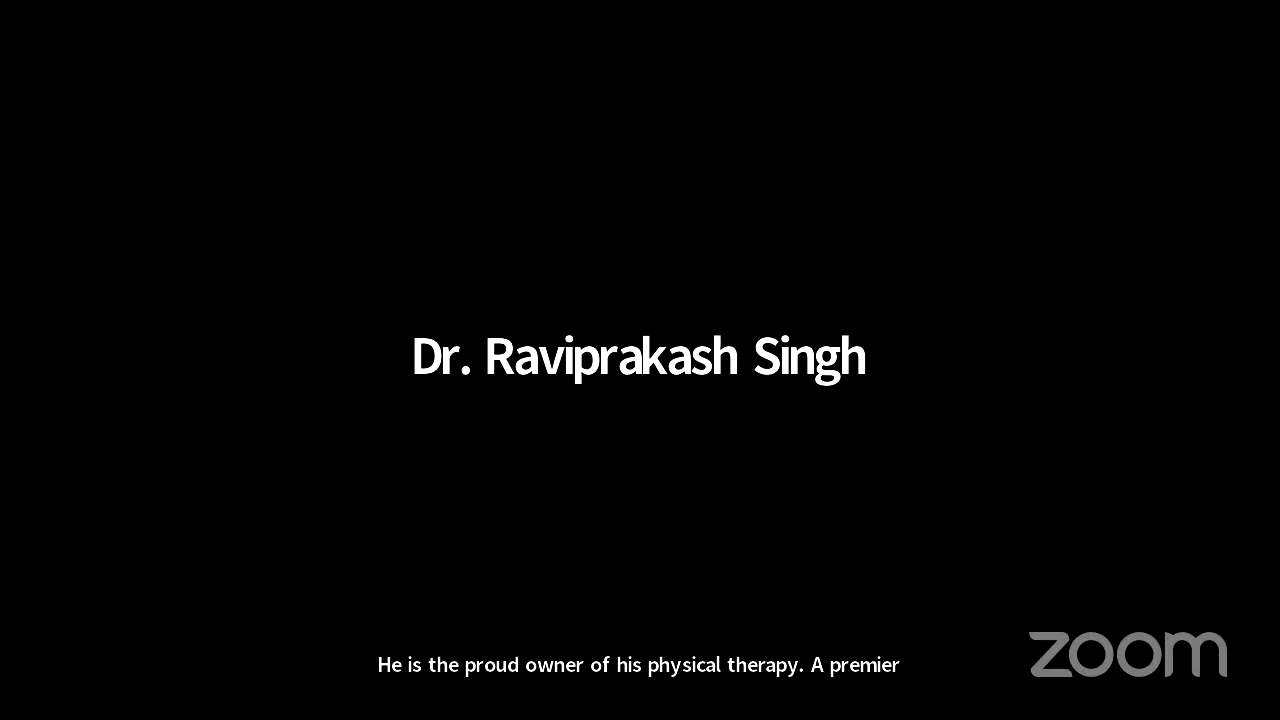 Dr. Raviprakash Singh
He is the proud owner of his physical therapy. A premier
zoom